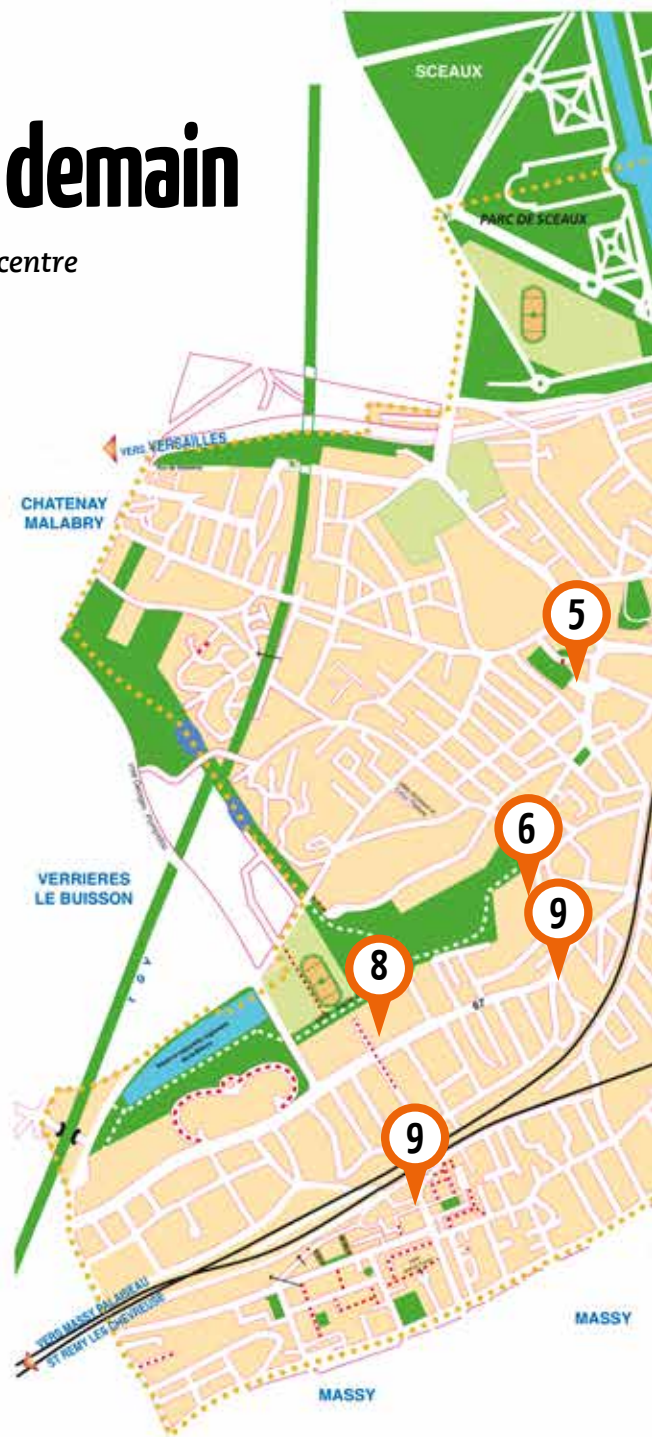 SCEAUX
demain
centre
PARC DE SCEAUX
VERS VERSAILLES
CHATENAY
MALABRY
5
6
VERRIERES
LE BUISSON
9
8
T G V
67
9
VERS MASSY PALAISEAU
ST REMY LES CHEVREUSE
MASSY
MASSY